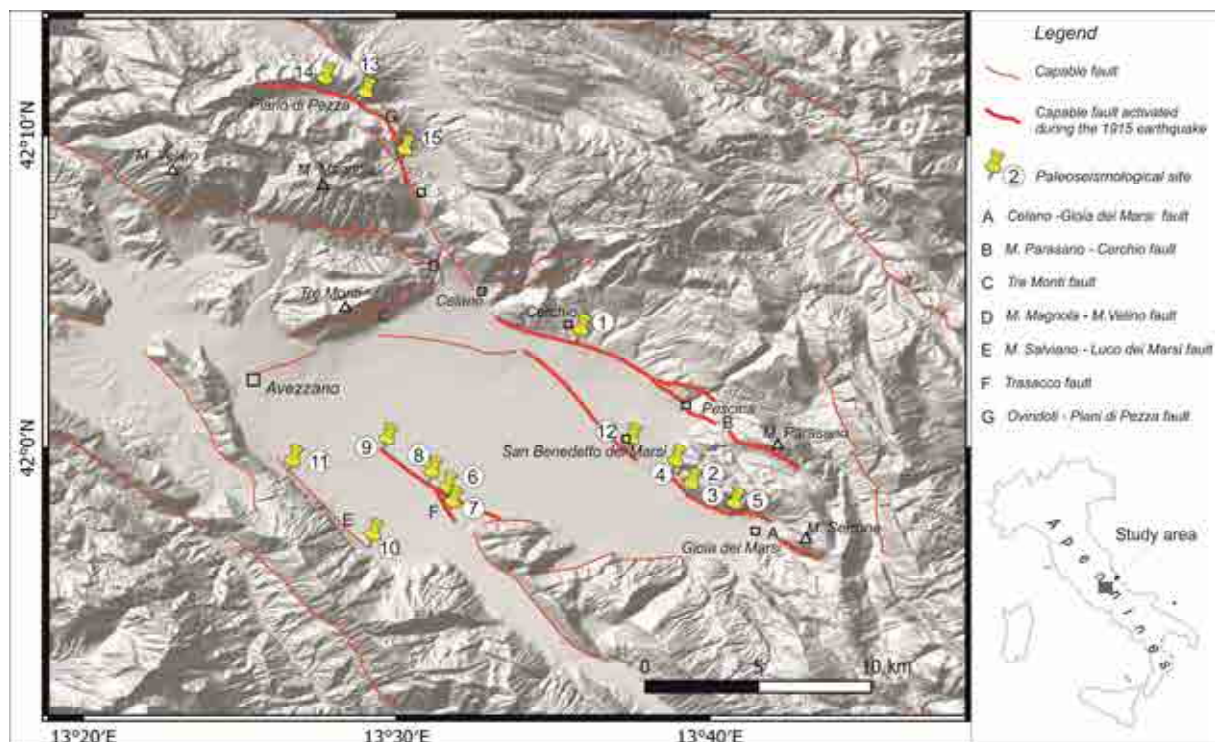 Legend
Capable fault
Capable fault activated
during the 1915 earthquake
2 Paleoseismological site
A Celano -Gioia dei Marsi fault
B M. Parasano - Cerchio fault
C Tre Monti fault
D M. Magnola - M.Velino fault
E M. Salviano - Luco dei Marsi fault
F Trasacco fault
G Ovindoli - Piani di Pezza fault
Study area
Apennines
42°10'N
42°0'N
13°20'E
13°30'E
13°40'E
14
13
Piano di Pezza
G
15
M.
M.
Tre Monti
Celano
Cerchio
1
Avezzano
Pescina
B
M. Parasano
12
San Benedetto dei Marsi
9
8
6
7
F
11
E
10
4
2
3
5
A
M. Serrone
Gioia dei Marsi
0
5
10 km